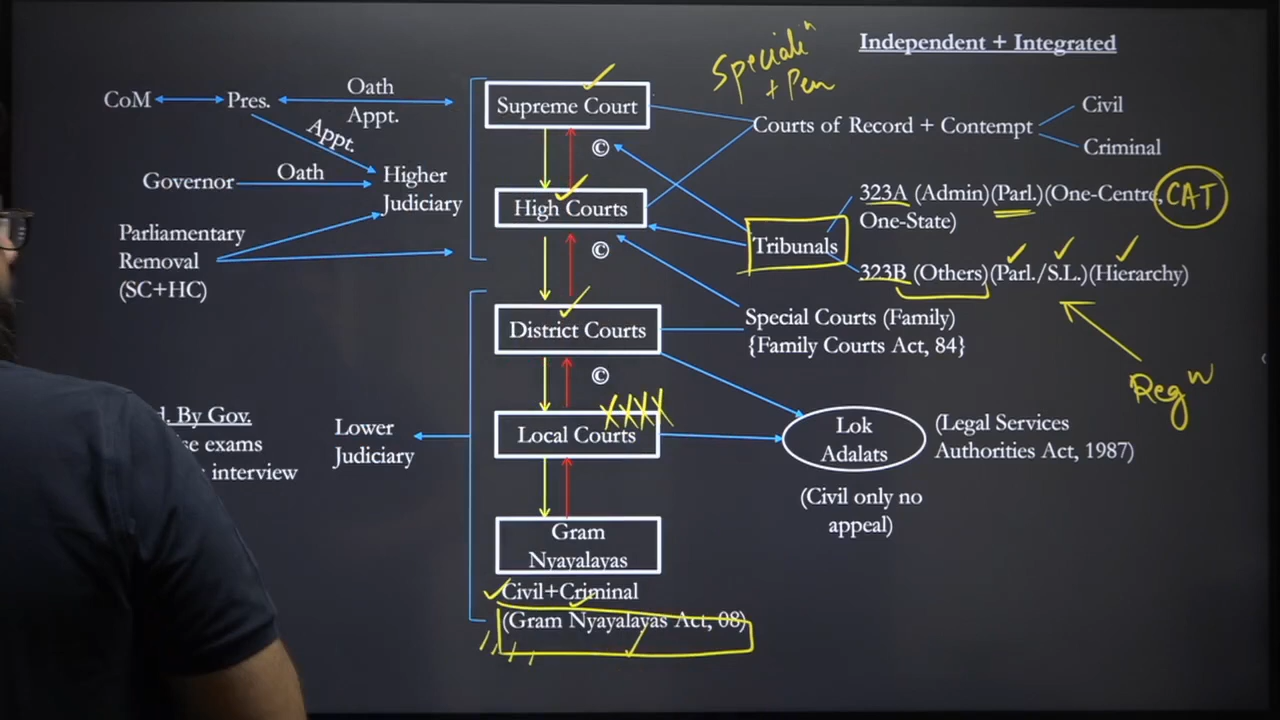 Independent + Integrated
Specialiⁿ
+ Pen
CoM
Pres.
Oath
Appt.
Appt.
Governor
Oath
Higher
Judiciary
Parliamentary
Removal
(SC+HC)
Supreme Court
©
High Courts
©
District Courts
©
Local Courts
XXXX
Gram
Nyayalayas
Civil+Criminal
(Gram Nyayalayas Act, 08)
Courts of Record + Contempt
Civil
Criminal
Tribunals
323A (Admin)(Parl.)(One-Centre,
One-State)
CAT
323B (Others)(Parl./S.L.)(Hierarchy)
Regⁿ
Special Courts (Family)
{Family Courts Act, 84}
Lok
Adalats
(Legal Services
Authorities Act, 1987)
(Civil only no
appeal)
Lower
Judiciary
. By Gov.
exams
interview